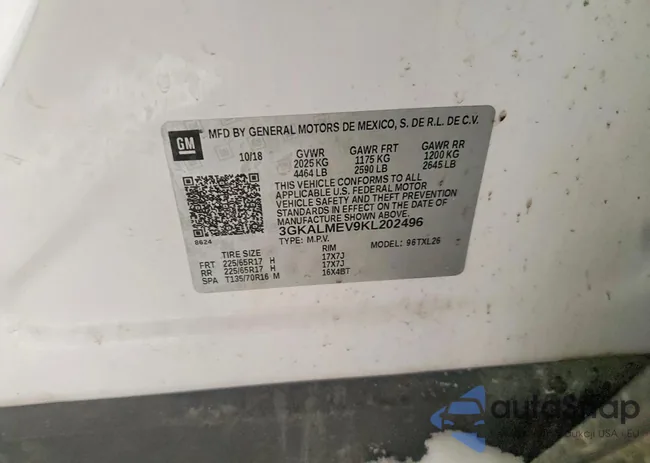 MFD BY GENERAL MOTORS DE MEXICO, S. DE R.L. DE C.V.
GM
10/18 GVWR GAWR FRT GAWR RR
2025 KG 1175 KG 1200 KG
4464 LB 2590 LB 2645 LB
THIS VEHICLE CONFORMS TO ALL
APPLICABLE U.S. FEDERAL MOTOR
VEHICLE SAFETY AND THEFT PREVENTION
STANDARDS IN EFFECT ON THE DATE OF
MANUFACTURE SHOWN ABOVE.
3GKALMEV9KL202496
8624
TYPE: M.P.V. MODEL: 96TXL26
TIRE SIZE RIM
FRT 225/65R17 H 17X7J
RR 225/65R17 H 17X7J
SPA T135/70R16 M 16X4BT
autoshop
USA - EU